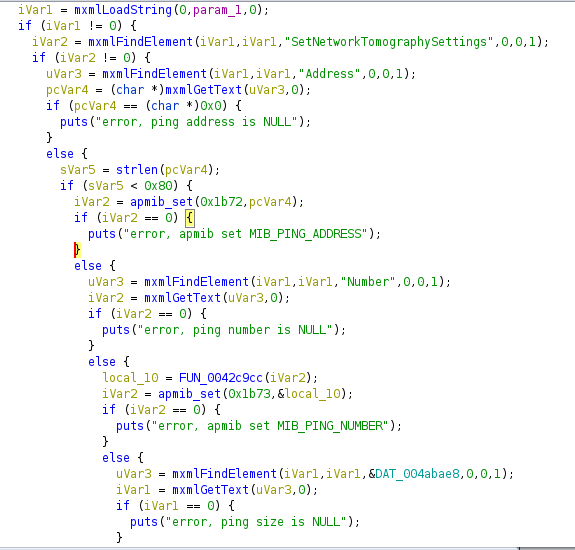 iVar1 = mxmlLoadString(0,param_1,0);
if (iVar1 != 0) {
iVar2 = mxmlFindElement(iVar1,iVar1,"SetNetworkTomographySettings",0,0,1);
if (iVar2 != 0) {
uVar3 = mxmlFindElement(iVar1,iVar1,"Address",0,0,1);
pcVar4 = (char *)mxmlGetText(uVar3,0);
if (pcVar4 == (char *)0x0) {
puts("error, ping address is NULL");
}
else {
sVar5 = strlen(pcVar4);
if (sVar5 < 0x80) {
iVar2 = apmib_set(0x1b72,pcVar4);
if (iVar2 == 0) {
puts("error, apmib set MIB_PING_ADDRESS");
}
else {
uVar3 = mxmlFindElement(iVar1,iVar1,"Number",0,0,1);
iVar2 = mxmlGetText(uVar3,0);
if (iVar2 == 0) {
puts("error, ping number is NULL");
}
else {
local_10 = FUN_0042c9cc(iVar2);
iVar2 = apmib_set(0x1b73,&local_10);
if (iVar2 == 0) {
puts("error, apmib set MIB_PING_NUMBER");
}
else {
uVar3 = mxmlFindElement(iVar1,iVar1,&DAT_004abae8,0,0,1);
iVar1 = mxmlGetText(uVar3,0);
if (iVar1 == 0) {
puts("error, ping size is NULL");
}